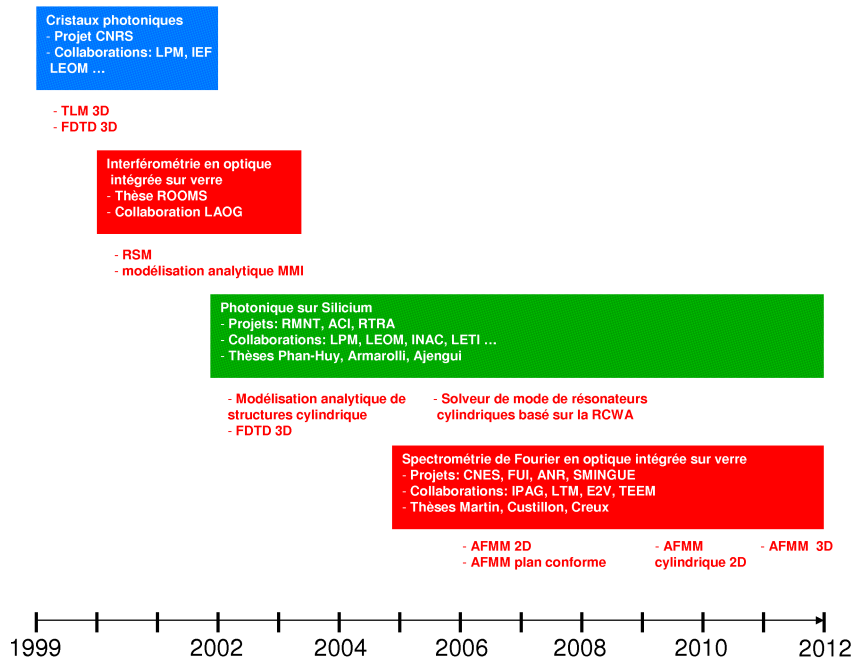 Cristaux photoniques
- Projet CNRS
- Collaborations: LPM, IEF
LEOM ...
- TLM 3D
- FDTD 3D
Interférométrie en optique
intégrée sur verre
- Thèse ROOMS
- Collaboration LAOG
- RSM
- modélisation analytique MMI
Photonique sur Silicium
- Projets: RMNT, ACI, RTRA
- Collaborations: LPM, LEOM, INAC, LETI ...
- Thèses Phan-Huy, Armarolli, Ajengui
- Modélisation analytique de
structures cylindrique
- FDTD 3D
- Solveur de mode de résonateurs
cylindriques basé sur la RCWA
Spectrométrie de Fourier en optique intégrée sur verre
- Projets: CNES, FUI, ANR, SMINGUE
- Collaborations: IPAG, LTM, E2V, TEEM
- Thèses Martin, Custillon, Creux
- AFMM 2D
- AFMM plan conforme
- AFMM
cylindrique 2D
- AFMM 3D
1999 2002 2004 2006 2008 2010 2012